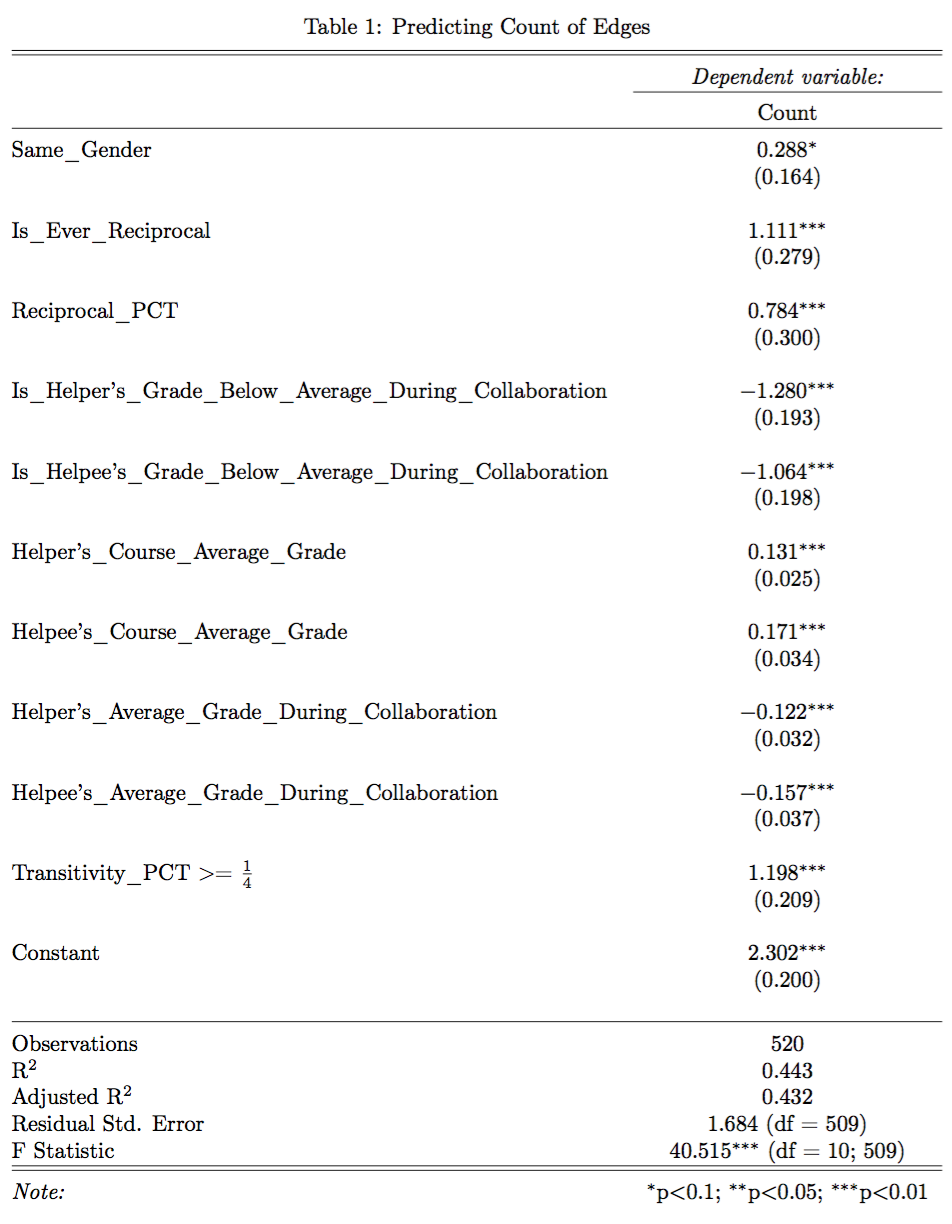 Table 1: Predicting Count of Edges
Dependent variable:
Count
Same_Gender 0.288*
(0.164)
Is_Ever_Reciprocal 1.111***
(0.279)
Reciprocal_PCT 0.784***
(0.300)
Is_Helper’s_Grade_Below_Average_During_Collaboration −1.280***
(0.193)
Is_Helpee’s_Grade_Below_Average_During_Collaboration −1.064***
(0.198)
Helper’s_Course_Average_Grade 0.131***
(0.025)
Helpee’s_Course_Average_Grade 0.171***
(0.034)
Helper’s_Average_Grade_During_Collaboration −0.122***
(0.032)
Helpee’s_Average_Grade_During_Collaboration −0.157***
(0.037)
Transitivity_PCT >= 1/4 1.198***
(0.209)
Constant 2.302***
(0.200)
Observations 520
R² 0.443
Adjusted R² 0.432
Residual Std. Error 1.684 (df = 509)
F Statistic 40.515*** (df = 10; 509)
Note: *p<0.1; **p<0.05; ***p<0.01